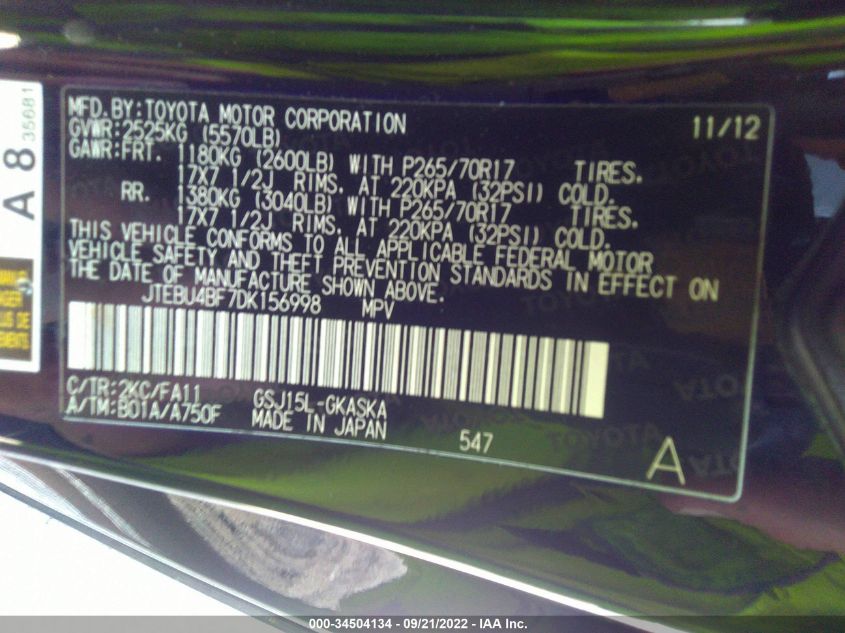 MFD.BY:TOYOTA MOTOR CORPORATION 11/12
GVWR:2525KG (5570LB)
GAWR:FRT. 1180KG (2600LB) WITH P265/70R17 TIRES.
17X7 1/2J RIMS. AT 220KPA (32PSI) COLD.
RR. 1380KG (3040LB) WITH P265/70R17 TIRES.
17X7 1/2J RIMS. AT 220KPA (32PSI) COLD.
THIS VEHICLE CONFORMS TO ALL APPLICABLE FEDERAL MOTOR
VEHICLE SAFETY AND THEFT PREVENTION STANDARDS IN EFFECT ON
THE DATE OF MANUFACTURE SHOWN ABOVE.
JTEBU4BF7DK156998 MPV
C/TR:2KC/FA11 GSJ15L-GKASKA
A/TM:B01A/A750F MADE IN JAPAN 547
A
A 8 35681
000-34504134 - 09/21/2022 - IAA Inc.